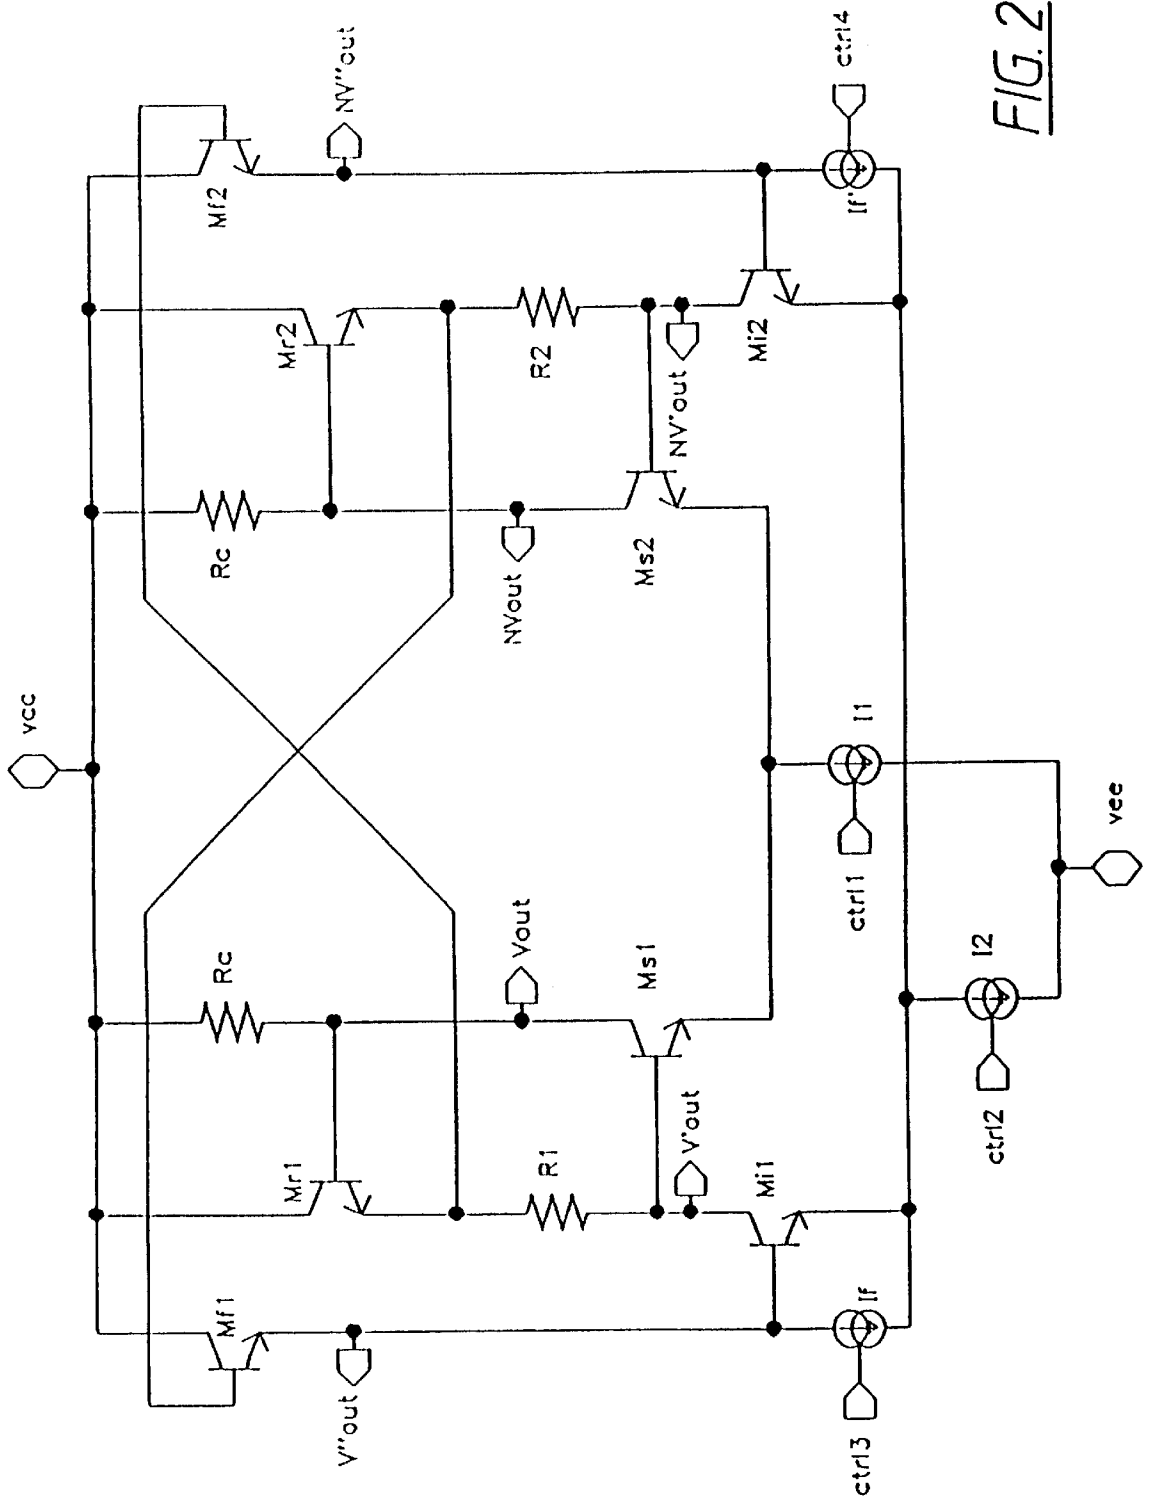 vcc
Mf1
Mr1
Rc
Rc
Mr2
Mf2
NV"out
V"out
R1
Vout
NVout
R2
V'out
Ms1
Ms2
NV'out
Mi1
Mi2
ctrl3
If
ctrl1
I1
If'
ctrl4
ctrl2
I2
vee
FIG. 2